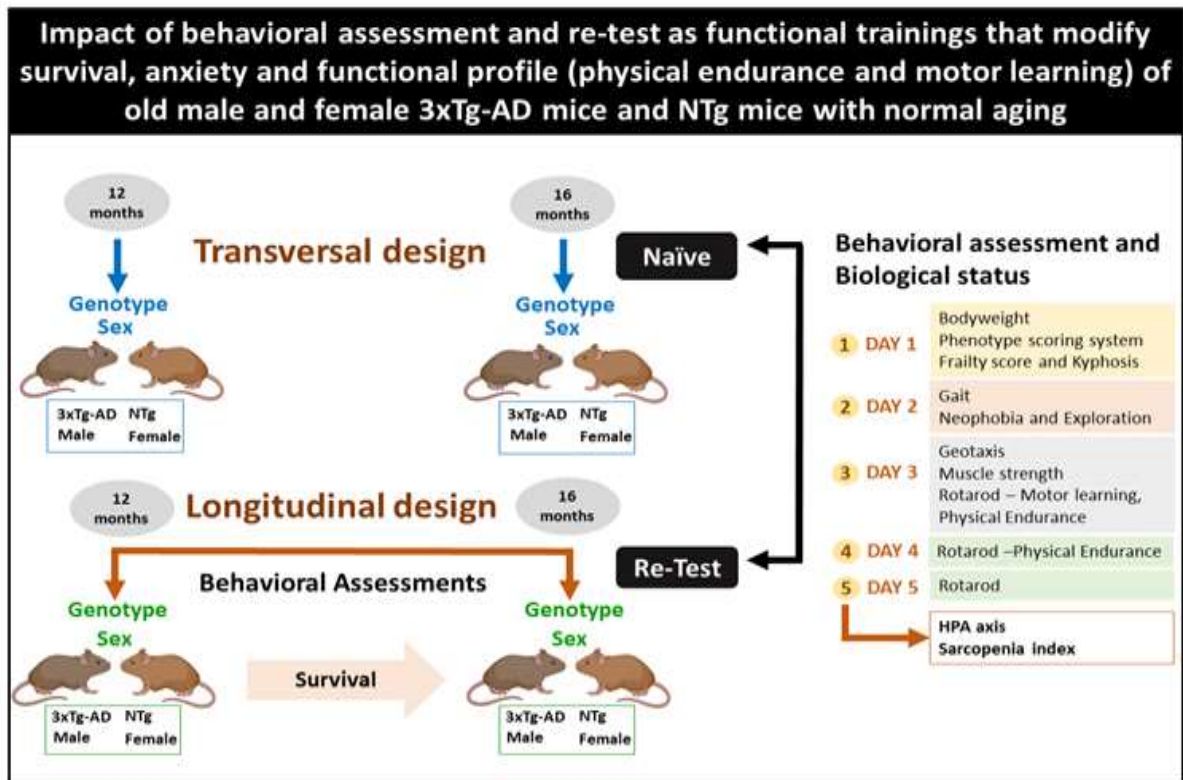 Impact of behavioral assessment and re-test as functional trainings that modify
survival, anxiety and functional profile (physical endurance and motor learning) of
old male and female 3xTg-AD mice and NTg mice with normal aging
12
months
Transversal design
16
months
Naïve
Genotype
Sex
3xTg-AD NTg
Male Female
Genotype
Sex
3xTg-AD NTg
Male Female
12
months
Longitudinal design
16
months
Re-Test
Behavioral Assessments
Genotype
Sex
3xTg-AD NTg
Male Female
Survival
Genotype
Sex
3xTg-AD NTg
Male Female
Behavioral assessment and
Biological status
1 DAY 1
Bodyweight
Phenotype scoring system
Frailty score and Kyphosis
2 DAY 2
Gait
Neophobia and Exploration
3 DAY 3
Geotaxis
Muscle strength
Rotarod – Motor learning,
Physical Endurance
4 DAY 4
Rotarod –Physical Endurance
5 DAY 5
Rotarod
HPA axis
Sarcopenia index